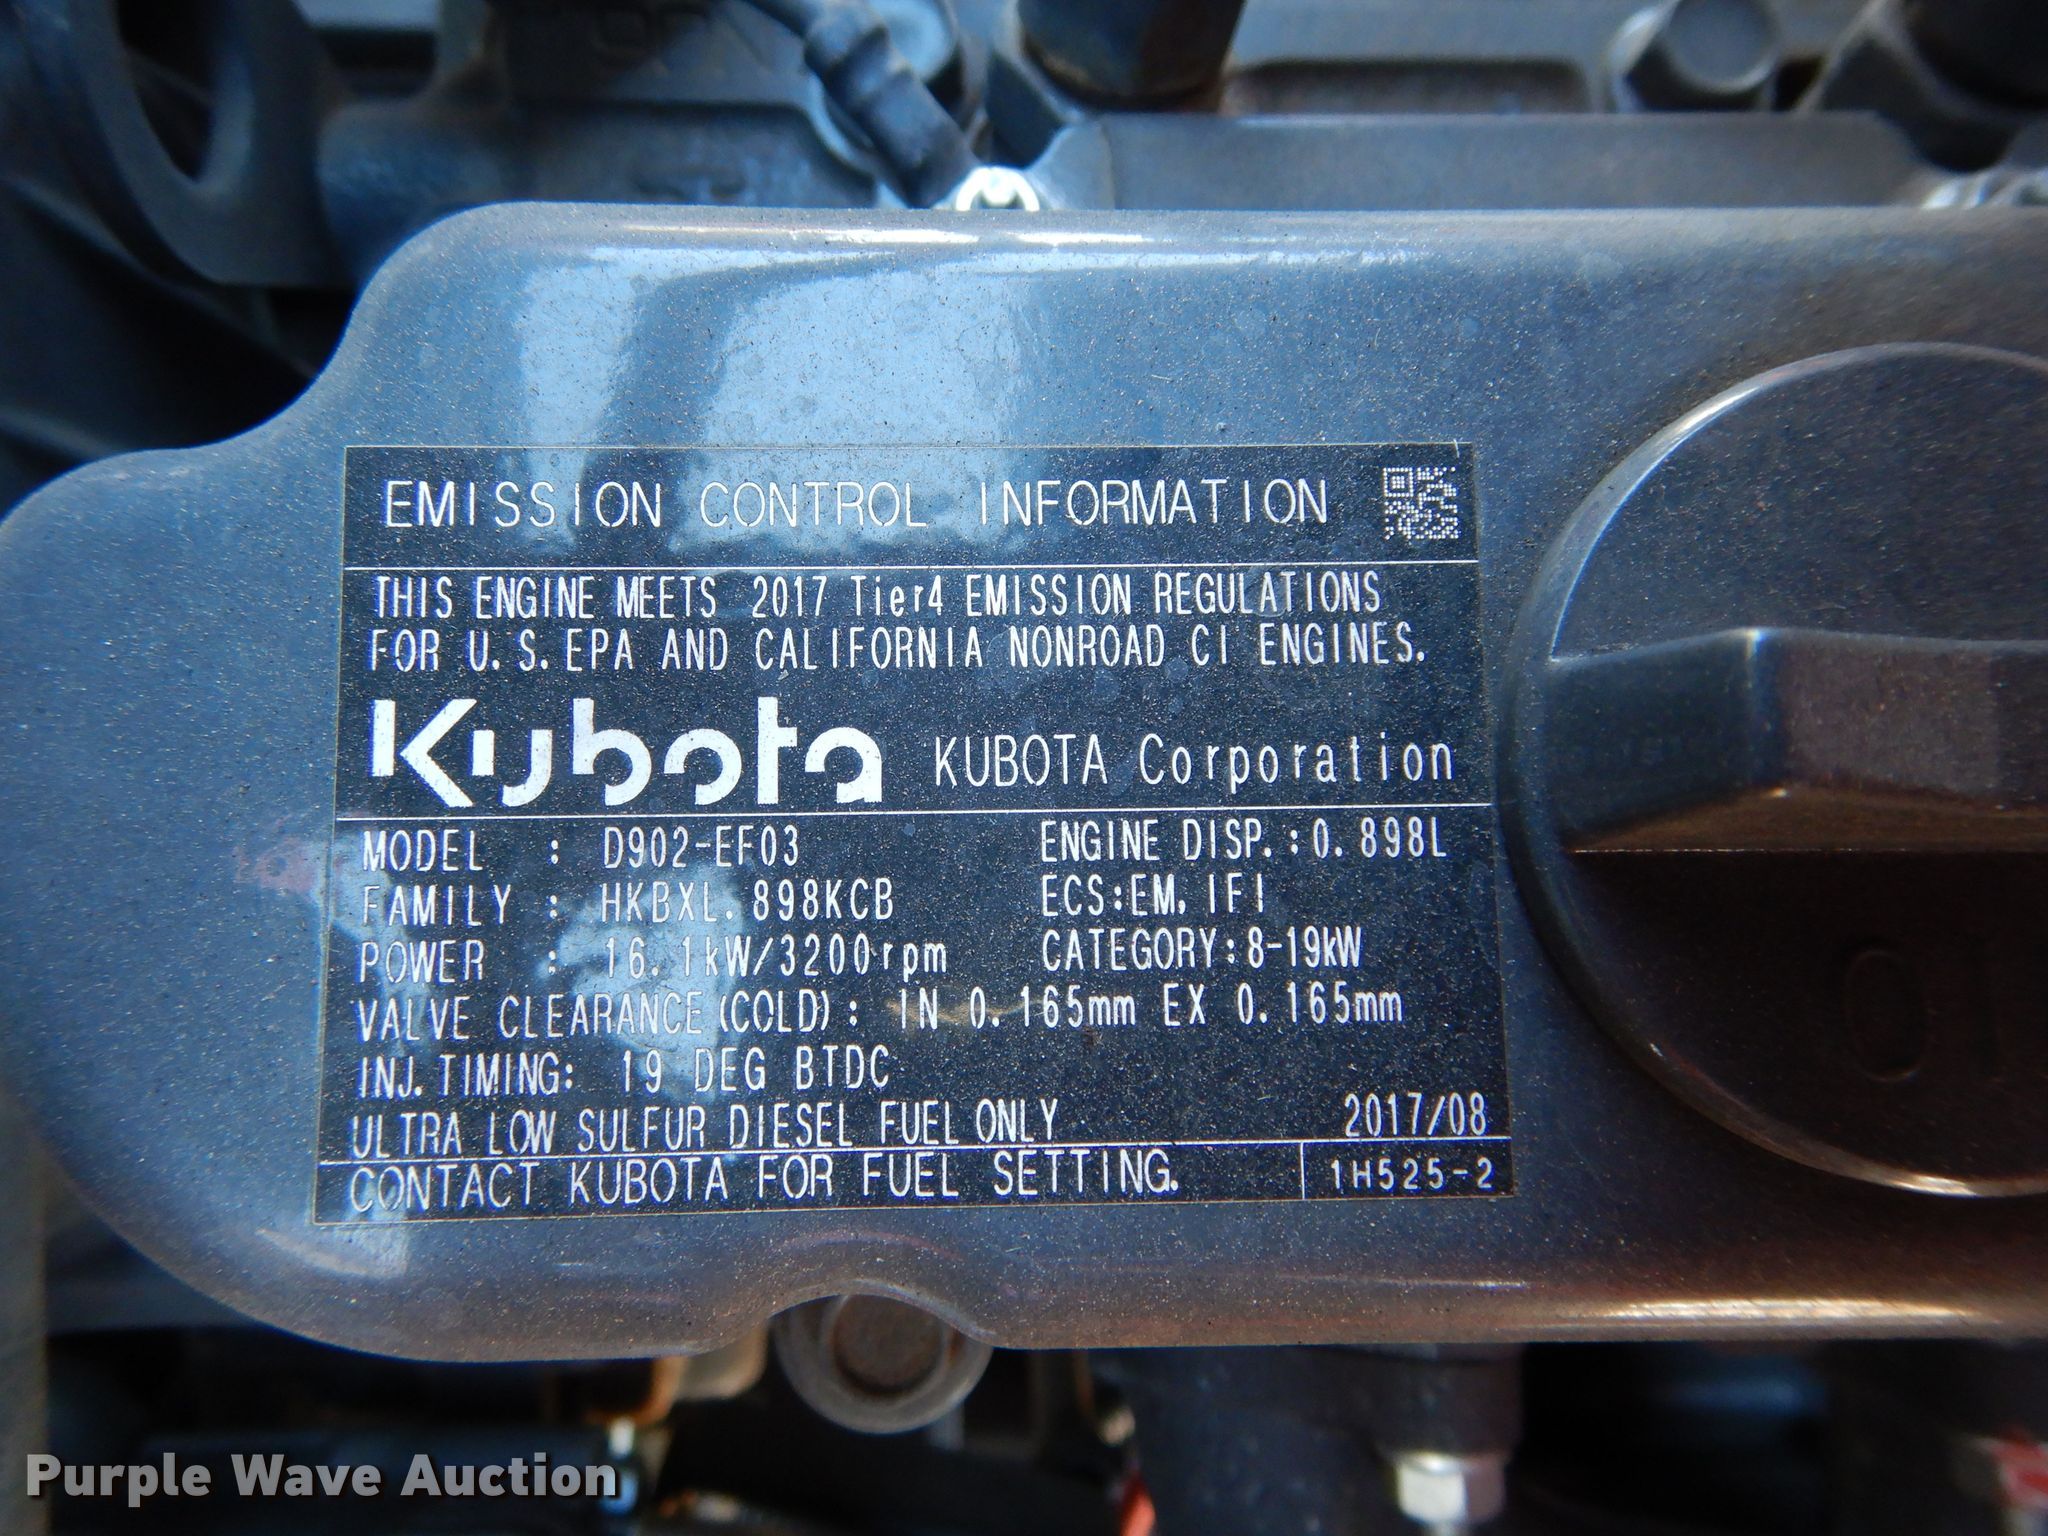 EMISSION CONTROL INFORMATION
THIS ENGINE MEETS 2017 Tier4 EMISSION REGULATIONS
FOR U.S.EPA AND CALIFORNIA NONROAD CI ENGINES.
Kubota KUBOTA Corporation
MODEL : D902-EF03 ENGINE DISP.:0.898L
FAMILY : HKBXL.898KCB ECS:EM,IFI
POWER : 16.1kW/3200rpm CATEGORY:8-19kW
VALVE CLEARANCE(COLD): IN 0.165mm EX 0.165mm
INJ.TIMING: 19 DEG BTDC
ULTRA LOW SULFUR DIESEL FUEL ONLY 2017/08
CONTACT KUBOTA FOR FUEL SETTING. 1H525-2
Purple Wave Auction